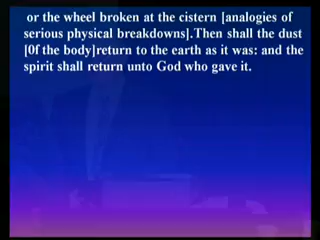 or the wheel broken at the cistern [analogies of
serious physical breakdowns].Then shall the dust
[0f the body]return to the earth as it was: and the
spirit shall return unto God who gave it.